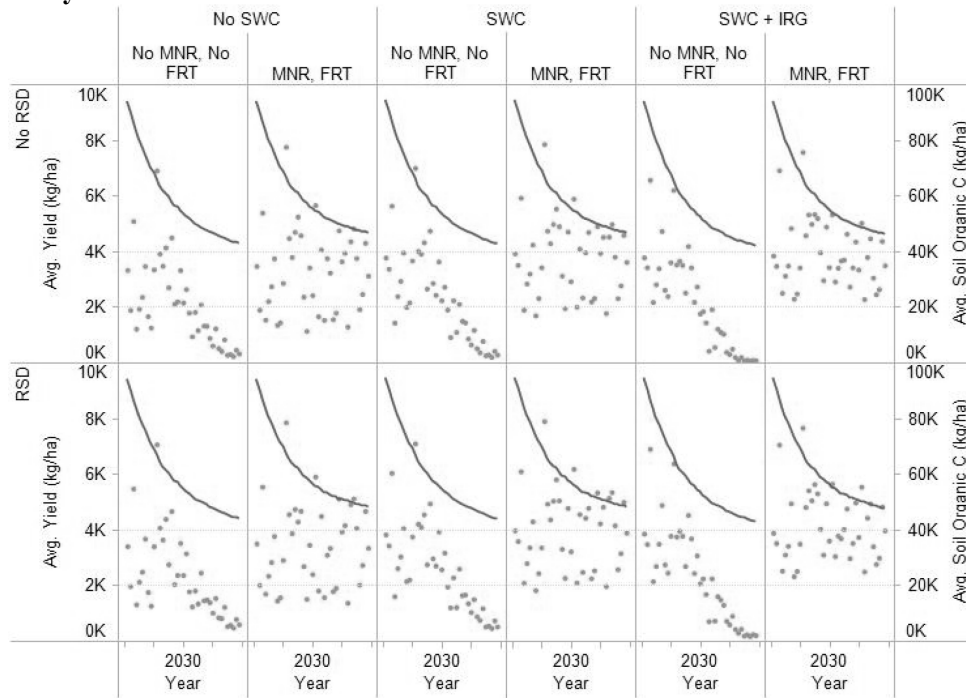 No SWC SWC SWC + IRG
No MNR, No FRT MNR, FRT No MNR, No FRT MNR, FRT No MNR, No FRT MNR, FRT
No RSD
Avg. Yield (kg/ha)
10K
8K
6K
4K
2K
0K
100K
80K
60K
40K
20K
0K
Avg. Soil Organic C (kg/ha)
RSD
Avg. Yield (kg/ha)
10K
8K
6K
4K
2K
0K
100K
80K
60K
40K
20K
0K
Avg. Soil Organic C (kg/ha)
2030 2030 2030 2030 2030 2030
Year Year Year Year Year Year